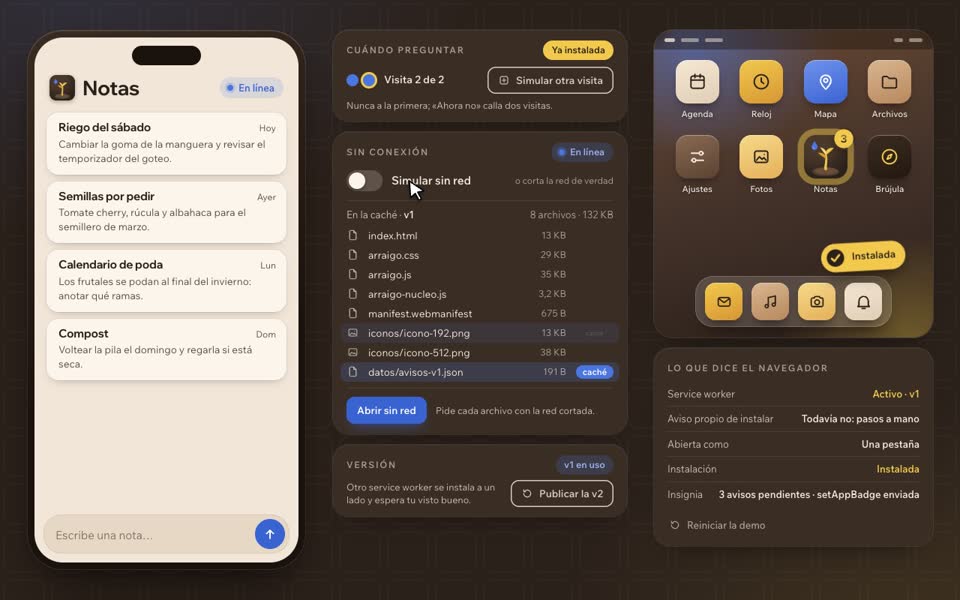 Notas
En línea
Riego del sábado
Hoy
Cambiar la goma de la manguera y revisar el
temporizador del goteo.
Semillas por pedir
Ayer
Tomate cherry, rúcula y albahaca para el
semillero de marzo.
Calendario de poda
Lun
Los frutales se podan al final del invierno:
anotar qué ramas.
Compost
Dom
Voltear la pila el domingo y regarla si está
seca.
Escribe una nota…
CUÁNDO PREGUNTAR
Ya instalada
Visita 2 de 2
Simular otra visita
Nunca a la primera; «Ahora no» calla dos visitas.
SIN CONEXIÓN
En línea
Simular sin red
o corta la red de verdad
En la caché · v1
8 archivos · 132 KB
index.html 13 KB
arraigo.css 29 KB
arraigo.js 35 KB
arraigo-nucleo.js 3,2 KB
manifest.webmanifest 675 B
iconos/icono-192.png 13 KB
iconos/icono-512.png 38 KB
datos/avisos-v1.json 191 B caché
Abrir sin red
Pide cada archivo con la red cortada.
VERSIÓN
v1 en uso
Otro service worker se instala a un
lado y espera tu visto bueno.
Publicar la v2
Agenda
Reloj
Mapa
Archivos
3
Ajustes
Fotos
Notas
Brújula
Instalada
LO QUE DICE EL NAVEGADOR
Service worker Activo · v1
Aviso propio de instalar Todavía no: pasos a mano
Abierta como Una pestaña
Instalación Instalada
Insignia 3 avisos pendientes · setAppBadge enviada
Reiniciar la demo